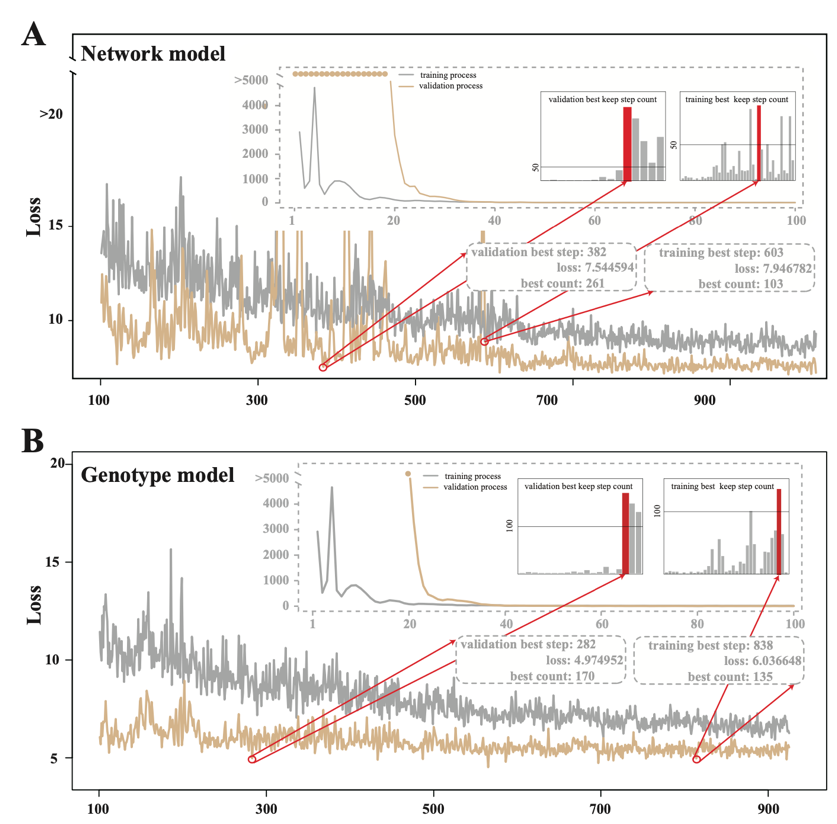 A
Network model
>20
15
10
Loss
>5000
4000
3000
2000
1000
0
training process
validation process
validation best keep step count
50
training best keep step count
50
1
20
40
60
80
100
validation best step: 382
loss: 7.544594
best count: 261
training best step: 603
loss: 7.946782
best count: 103
100
300
500
700
900
B
Genotype model
20
15
10
5
Loss
>5000
4000
3000
2000
1000
0
training process
validation process
validation best keep step count
100
training best keep step count
100
1
20
40
60
80
100
validation best step: 282
loss: 4.974952
best count: 170
training best step: 838
loss: 6.036648
best count: 135
100
300
500
700
900